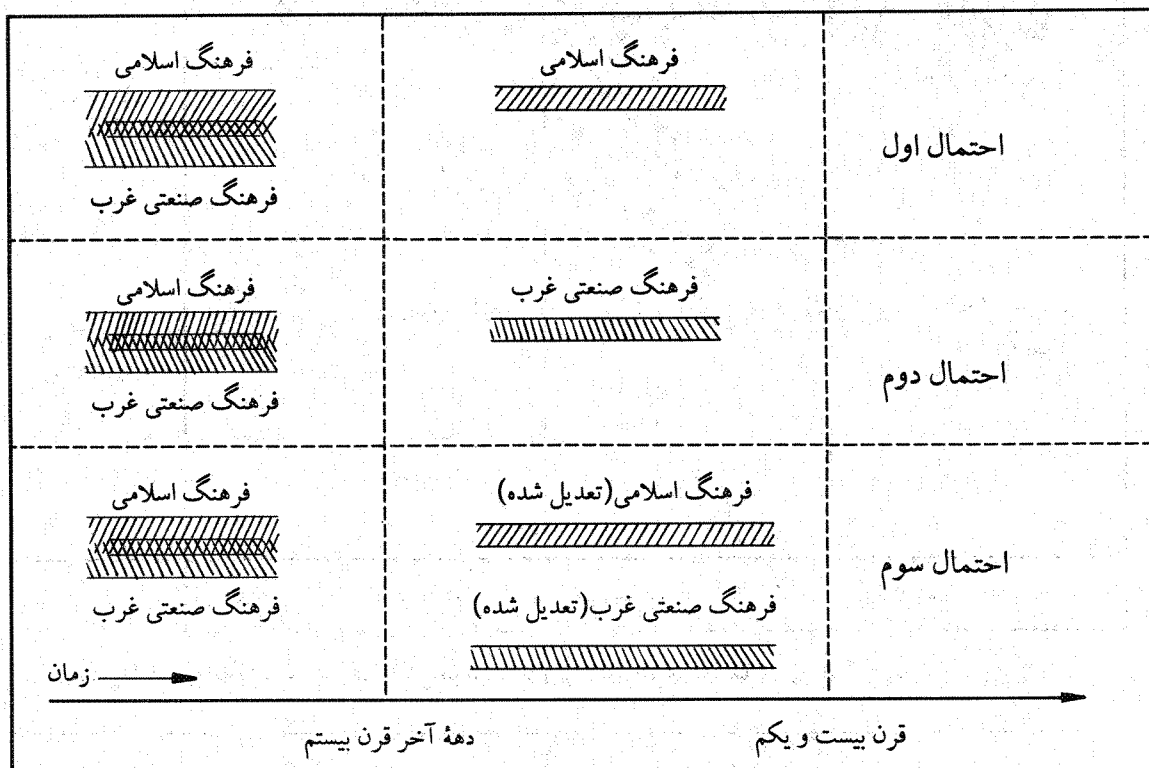 احتمال اول
فرهنگ اسلامی
فرهنگ اسلامی
فرهنگ صنعتی غرب
احتمال دوم
فرهنگ صنعتی غرب
فرهنگ اسلامی
فرهنگ صنعتی غرب
احتمال سوم
فرهنگ اسلامی(تعدیل شده)
فرهنگ صنعتی غرب(تعدیل شده)
فرهنگ اسلامی
فرهنگ صنعتی غرب
زمان
قرن بیست و یکم
دههٔ آخر قرن بیستم